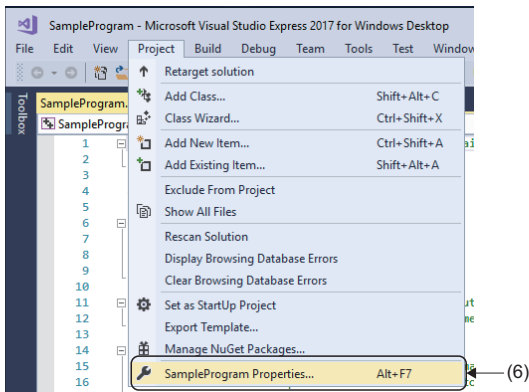 SampleProgram - Microsoft Visual Studio Express 2017 for Windows Desktop
File Edit View Project Build Debug Team Tools Test Window
Retarget solution
Toolbox
SampleProgram.
Add Class... Shift+Alt+C
SampleProgra
Class Wizard... Ctrl+Shift+X
1 Add New Item... Ctrl+Shift+A
2 Add Existing Item... Shift+Alt+A
3
4 Exclude From Project
5 Show All Files
6
7 Rescan Solution
8 Display Browsing Database Errors
9 Clear Browsing Database Errors
10
11 Set as StartUp Project
12 Export Template...
13
14 Manage NuGet Packages...
15 SampleProgram Properties... Alt+F7 (6)
16